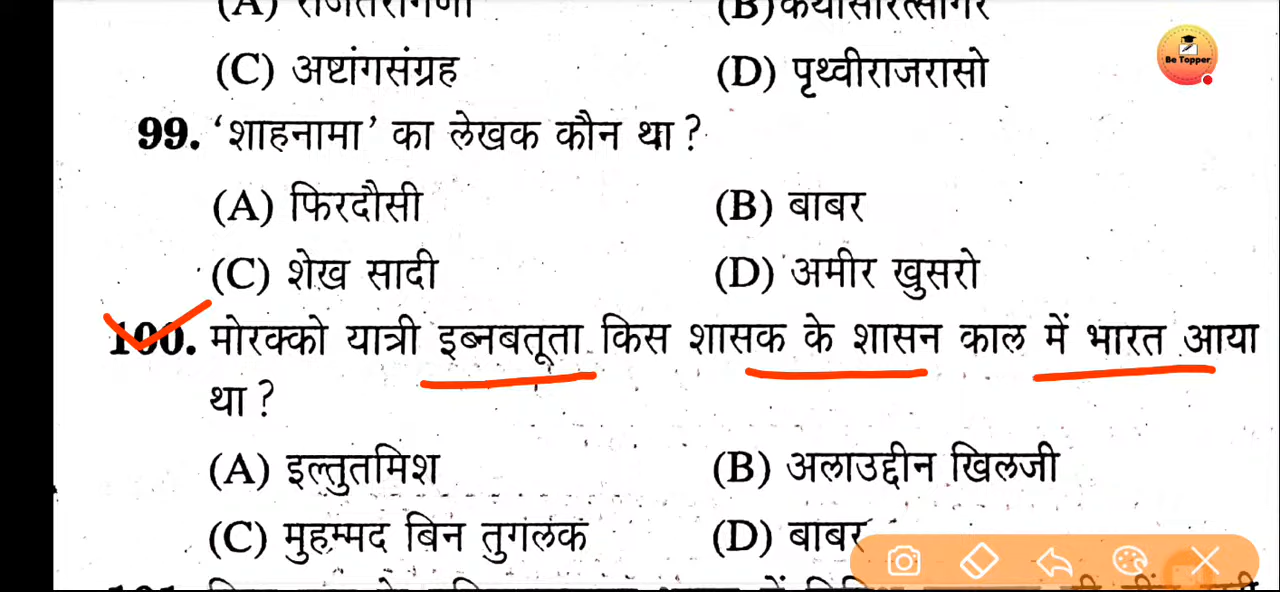 (C) अष्टांगसंग्रह (D) पृथ्वीराजरासो
Be Topper
99. 'शाहनामा' का लेखक कौन था ?
(A) फिरदौसी (B) बाबर
(C) शेख सादी (D) अमीर खुसरो
100. मोरक्को यात्री इब्नबतूता किस शासक के शासन काल में भारत आया
था ?
(A) इल्तुतमिश (B) अलाउद्दीन खिलजी
(C) मुहम्मद बिन तुगलक (D) बाबर